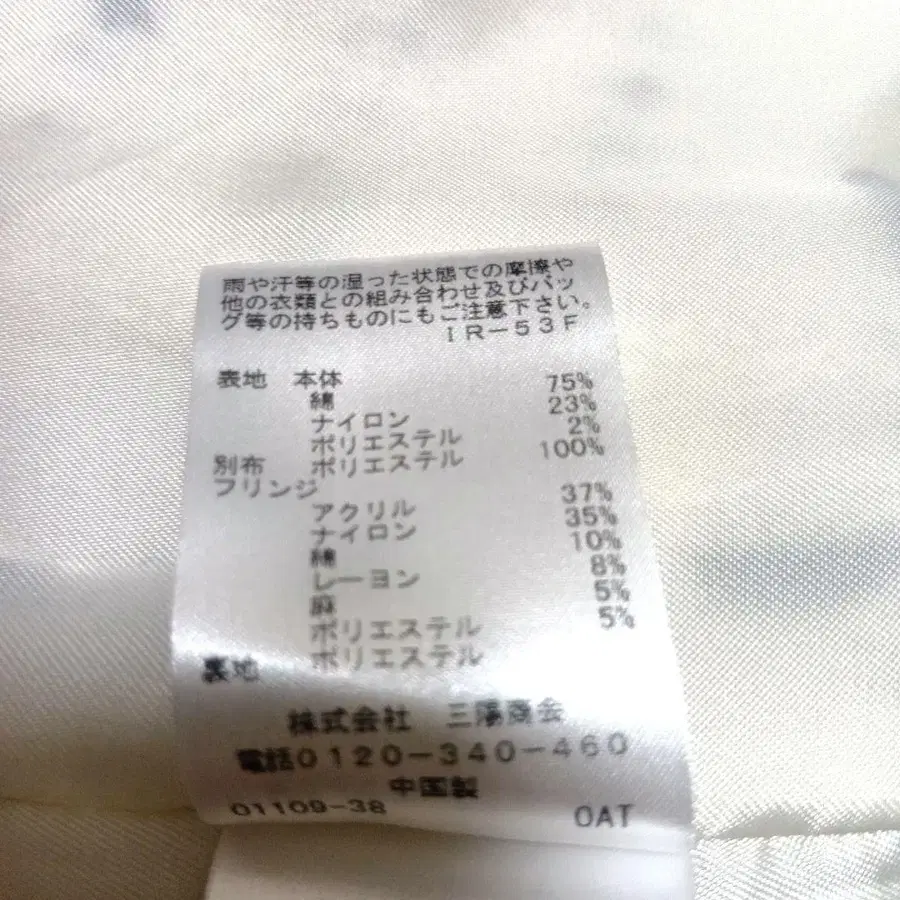 雨や汗等の湿った状態での摩擦や
他の衣類との組み合わせ及びバッ
グ等の持ちものにもご注意下さい。
IR-53F
表地 本体
綿 75%
ナイロン 23%
ポリエステル 2%
別布 ポリエステル 100%
フリンジ
アクリル 37%
ナイロン 35%
綿 10%
レーヨン 8%
麻 5%
ポリエステル 5%
裏地 ポリエステル
株式会社 三陽商会
電話0120-340-460
中国製
01109-38 OAT